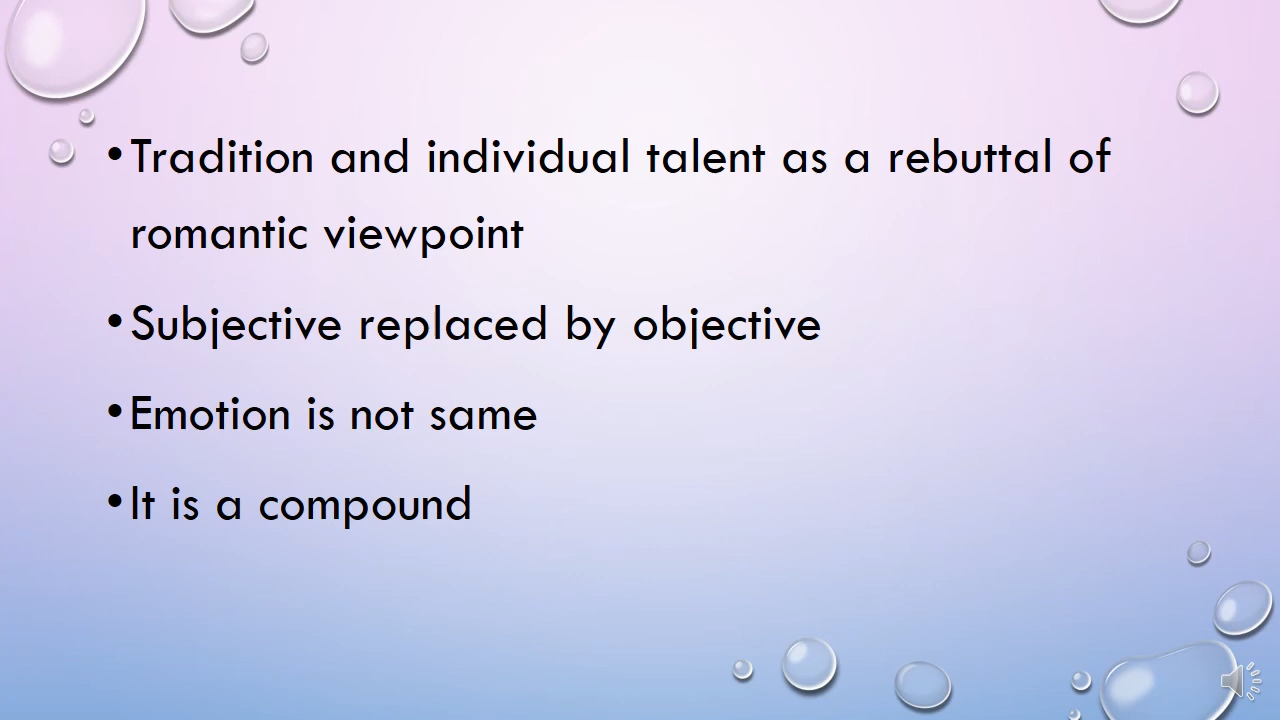 • Tradition and individual talent as a rebuttal of
romantic viewpoint
• Subjective replaced by objective
• Emotion is not same
• It is a compound